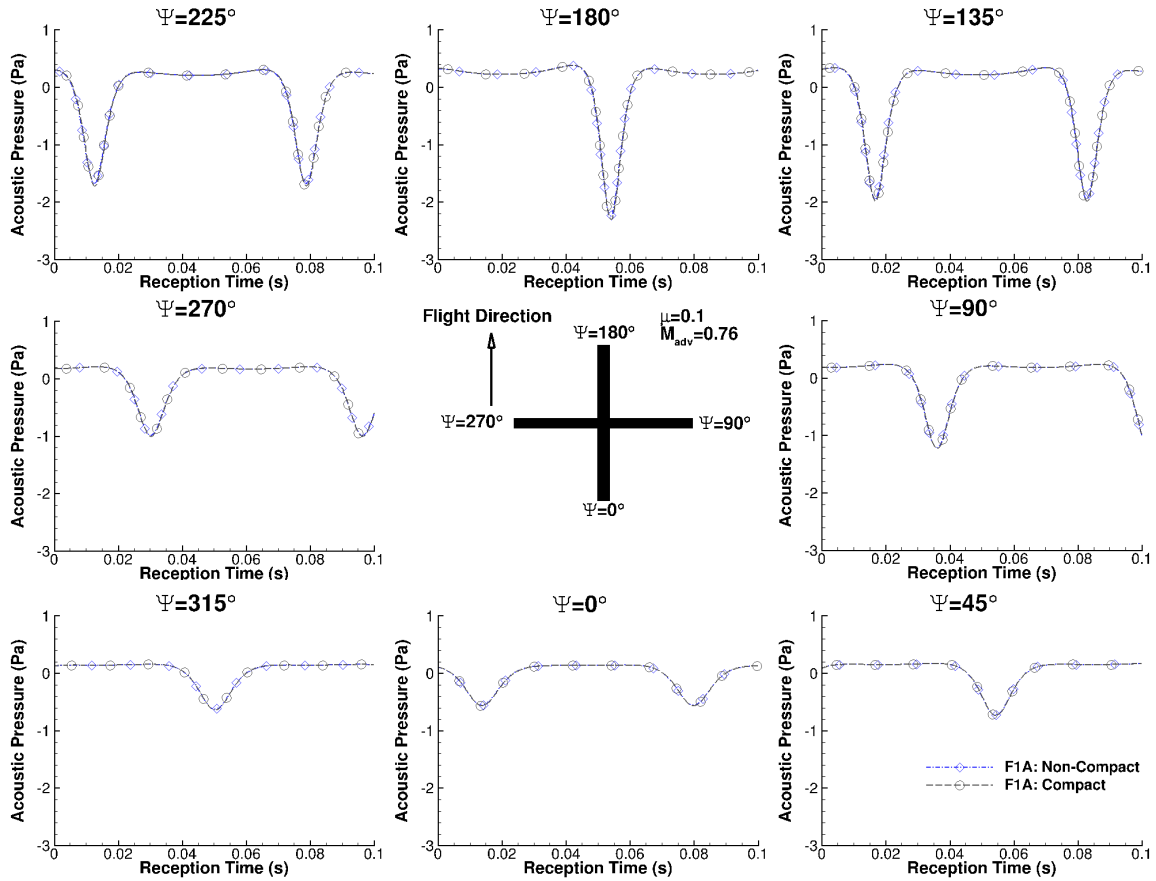 Ψ=225°
Acoustic Pressure (Pa)
1
0
-1
-2
-3
0 0.02 0.04 0.06 0.08 0.1
Reception Time (s)
Ψ=180°
Acoustic Pressure (Pa)
1
0
-1
-2
-3
0 0.02 0.04 0.06 0.08 0.1
Reception Time (s)
Ψ=135°
Acoustic Pressure (Pa)
1
0
-1
-2
-3
0 0.02 0.04 0.06 0.08 0.1
Reception Time (s)
Ψ=270°
Acoustic Pressure (Pa)
1
0
-1
-2
-3
0 0.02 0.04 0.06 0.08 0.1
Reception Time (s)
Flight Direction
μ=0.1
M_adv=0.76
Ψ=180°
Ψ=270°
Ψ=90°
Ψ=0°
Ψ=90°
Acoustic Pressure (Pa)
1
0
-1
-2
-3
0 0.02 0.04 0.06 0.08 0.1
Reception Time (s)
Ψ=315°
Acoustic Pressure (Pa)
1
0
-1
-2
-3
0 0.02 0.04 0.06 0.08 0.1
Reception Time (s)
Ψ=0°
Acoustic Pressure (Pa)
1
0
-1
-2
-3
0 0.02 0.04 0.06 0.08 0.1
Reception Time (s)
Ψ=45°
Acoustic Pressure (Pa)
1
0
-1
-2
-3
0 0.02 0.04 0.06 0.08 0.1
Reception Time (s)
F1A: Non-Compact
F1A: Compact